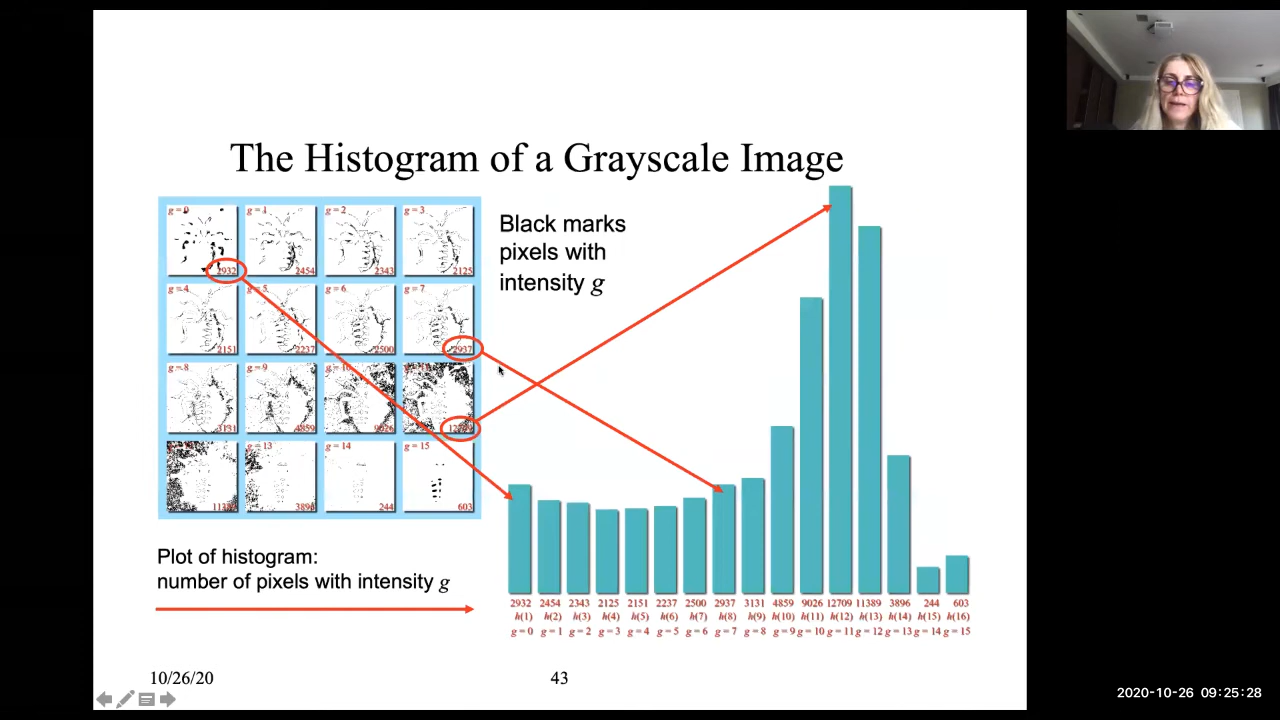 The Histogram of a Grayscale Image
g = 0 g = 1 g = 2 g = 3
2932 2454 2343 2125
g = 4 g = 5 g = 6 g = 7
2151 2237 2500 2937
g = 8 g = 9
3131 4859 9026
g = 13 g = 14 g = 15
3896 244 603
Black marks
pixels with
intensity g
Plot of histogram:
number of pixels with intensity g
2932 2454 2343 2125 2151 2237 2500 2937 3131 4859 9026 12709 11389 3896 244 603
h(1) h(2) h(3) h(4) h(5) h(6) h(7) h(8) h(9) h(10) h(11) h(12) h(13) h(14) h(15) h(16)
g = 0 g = 1 g = 2 g = 3 g = 4 g = 5 g = 6 g = 7 g = 8 g = 9 g = 10 g = 11 g = 12 g = 13 g = 14 g = 15
10/26/20 43
2020-10-26 09:25:28